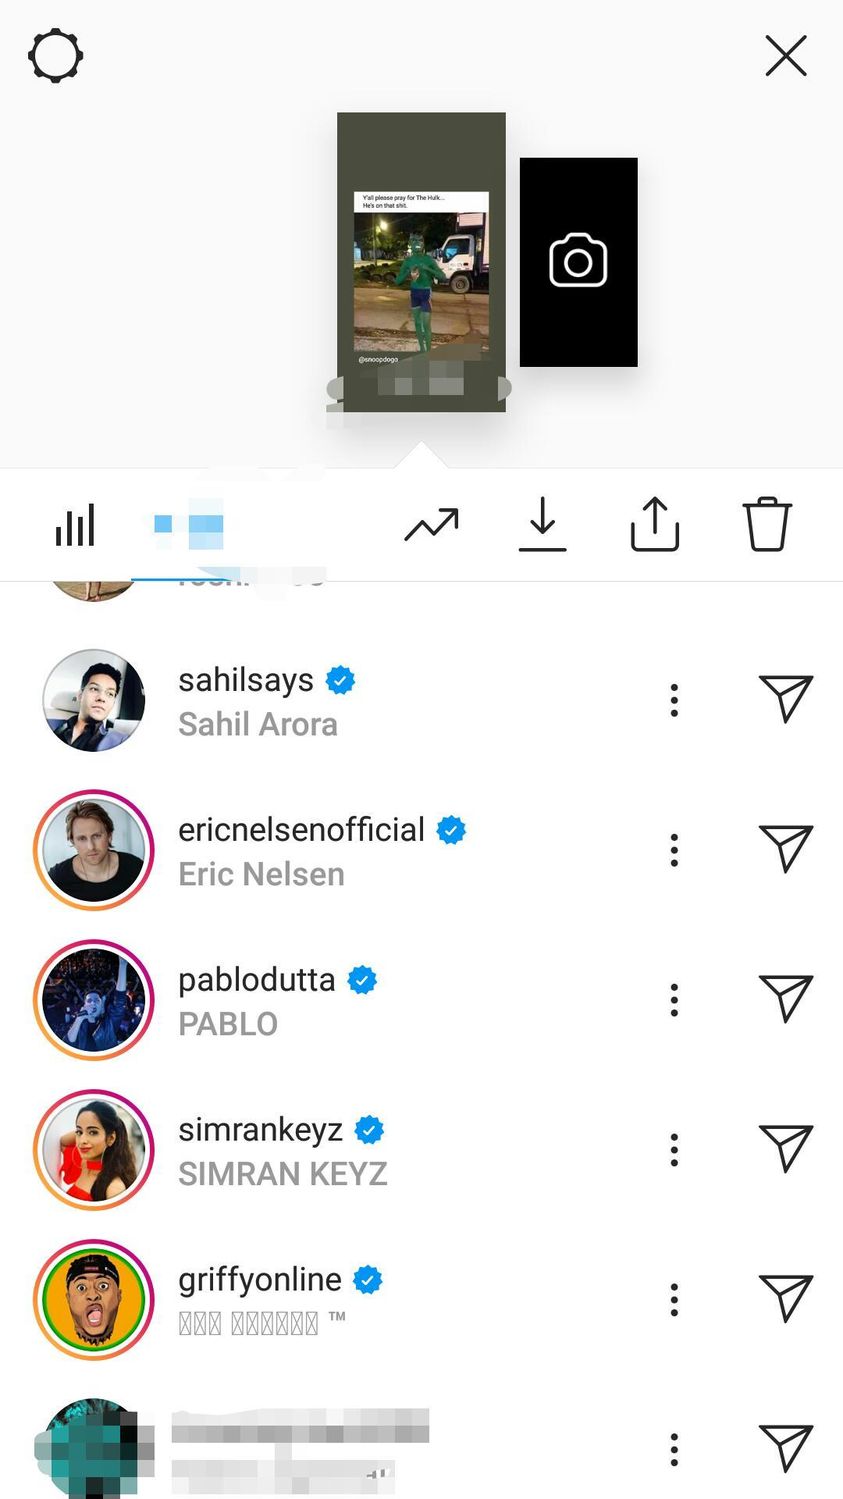 Y'all please pray for The Hulk...
He's on that shit.
@snoopdogg
sahilsays
Sahil Arora
ericnelsenofficial
Eric Nelsen
pablodutta
PABLO
simrankeyz
SIMRAN KEYZ
griffyonline
™